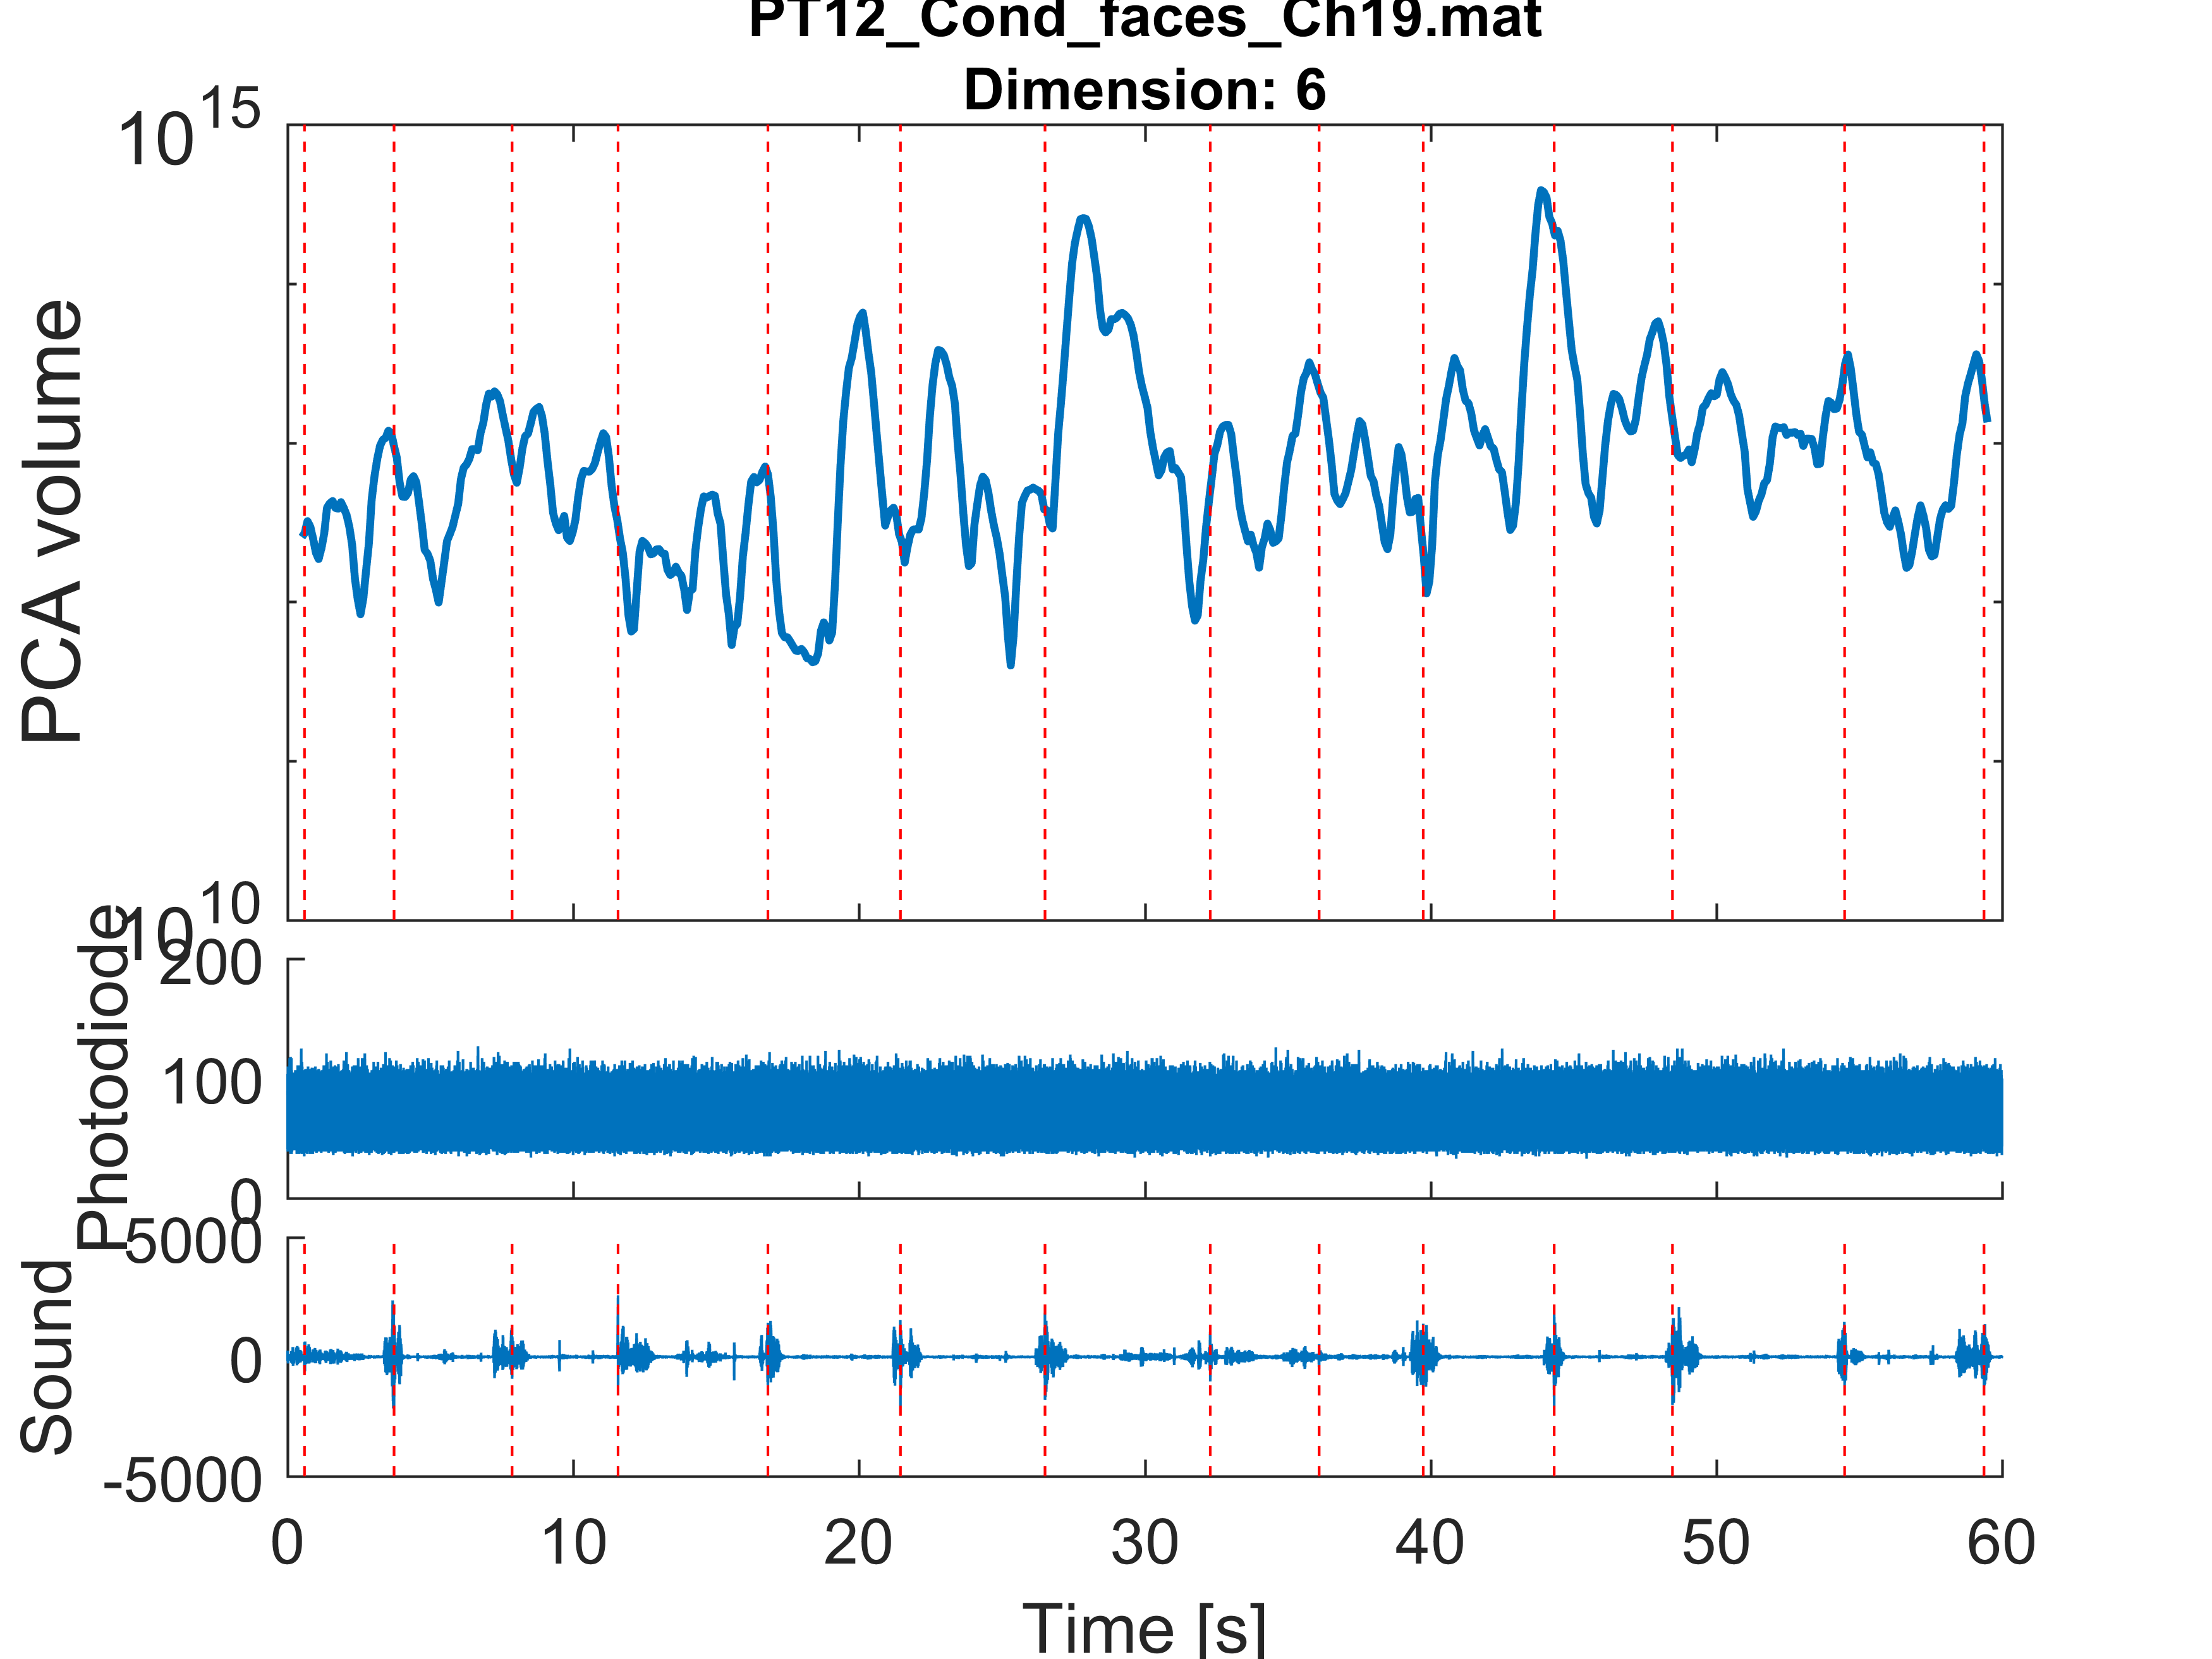 PT12_Cond_faces_Ch19.mat
Dimension: 6
10^15
PCA volume
10^10
200
Photodiode
100
0
5000
Sound
0
-5000
0 10 20 30 40 50 60
Time [s]